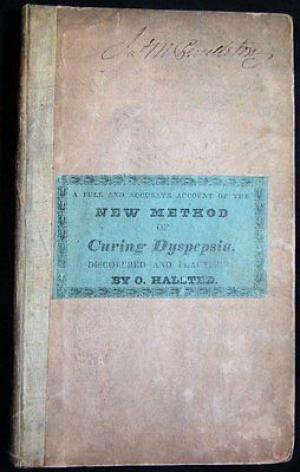 A FULL AND ACCURATE ACCOUNT OF THE
NEW METHOD
OF
Curing Dyspepsia,
DISCOVERED AND PRACTISED
BY O. HALSTED.